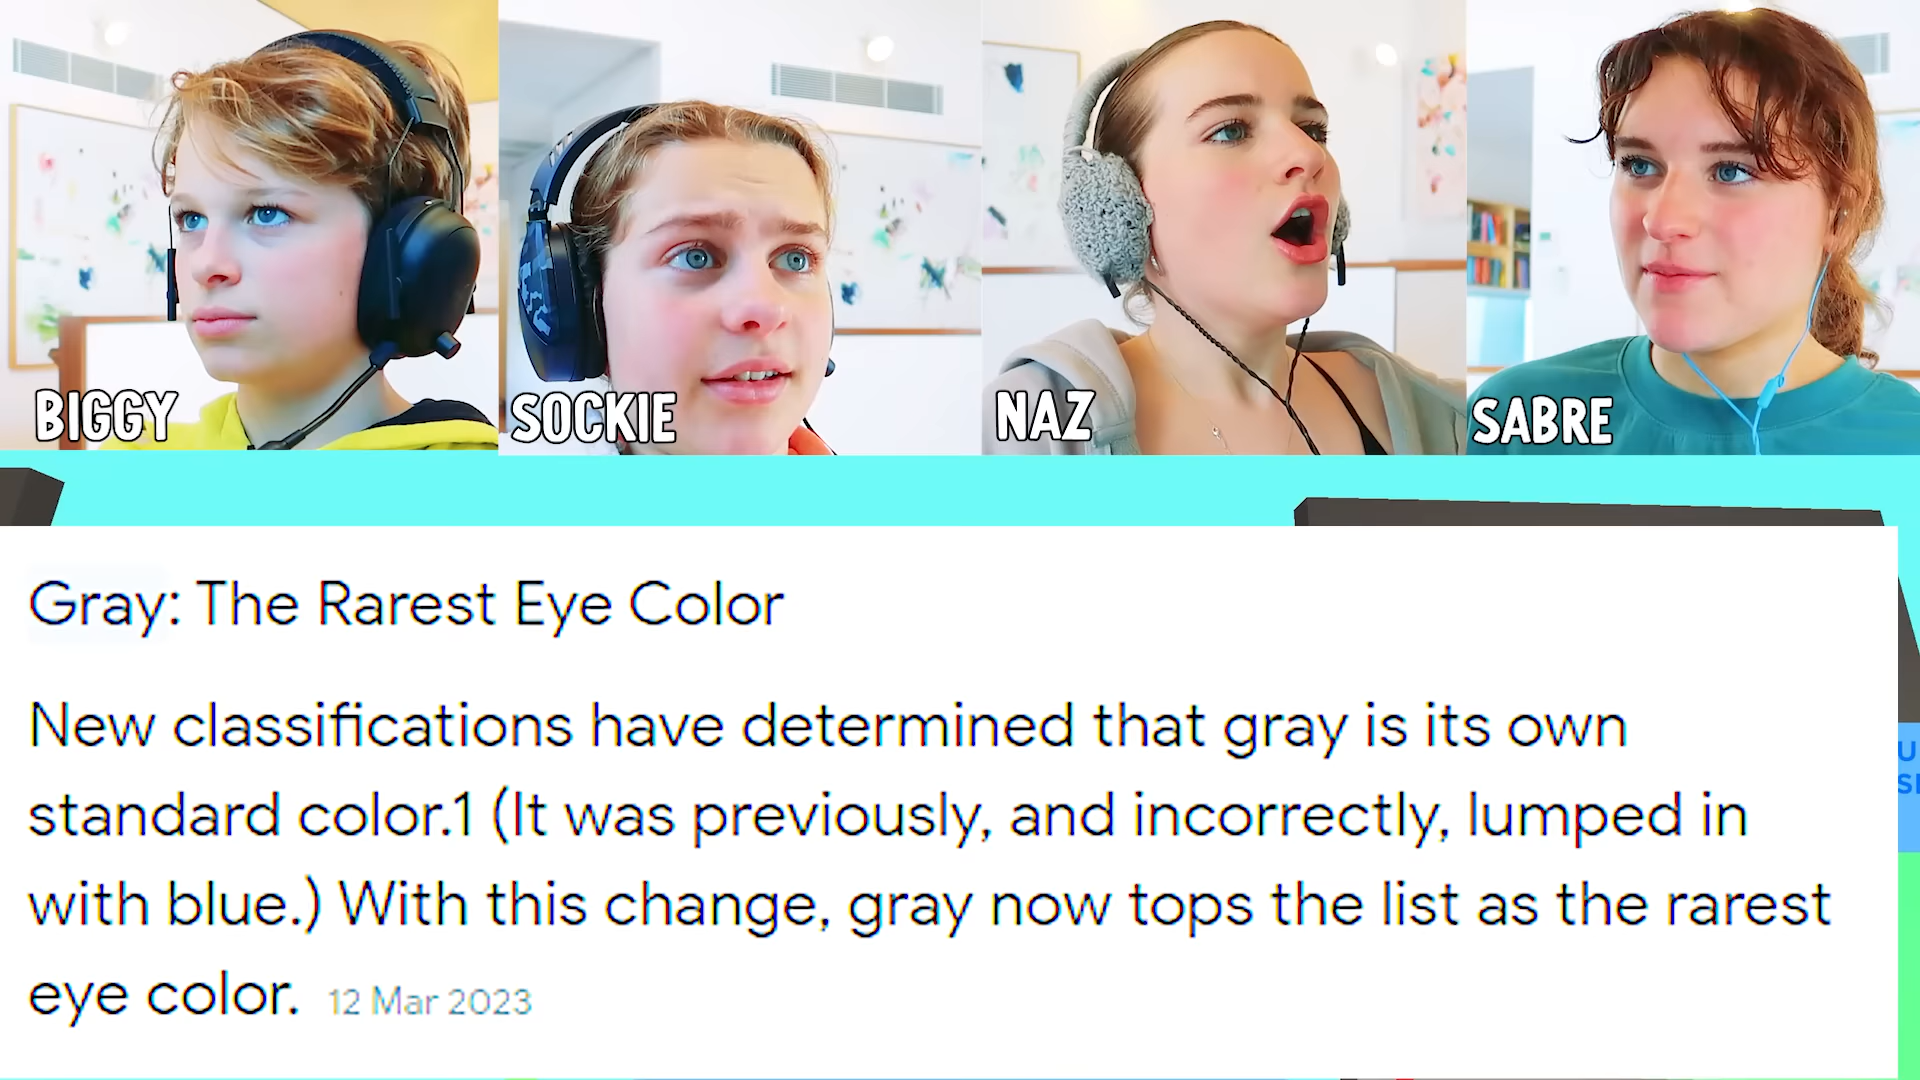 BIGGY
SOCKIE
NAZ
SABRE
Gray: The Rarest Eye Color
New classifications have determined that gray is its own
standard color.1 (It was previously, and incorrectly, lumped in
with blue.) With this change, gray now tops the list as the rarest
eye color. 12 Mar 2023